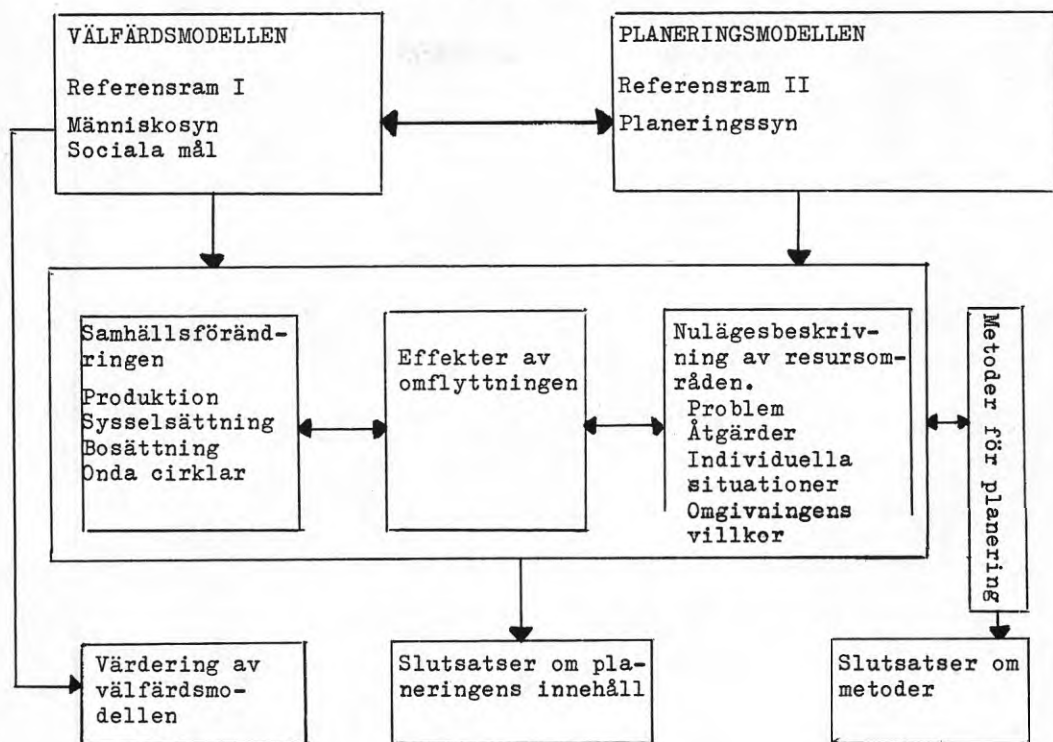 VÄLFÄRDSMODELLEN
Referensram I
Människosyn
Sociala mål
PLANERINGSMODELLEN
Referensram II
Planeringssyn
Samhällsföränd-
ringen
Produktion
Sysselsättning
Bosättning
Onda cirklar
Effekter av
omflyttningen
Nulägesbeskriv-
ning av resursom-
råden.
Problem
Åtgärder
Individuella
situationer
Omgivningens
villkor
Metoder för planering
Värdering av
välfärdsmo-
dellen
Slutsatser om pla-
neringens innehåll
Slutsatser om
metoder